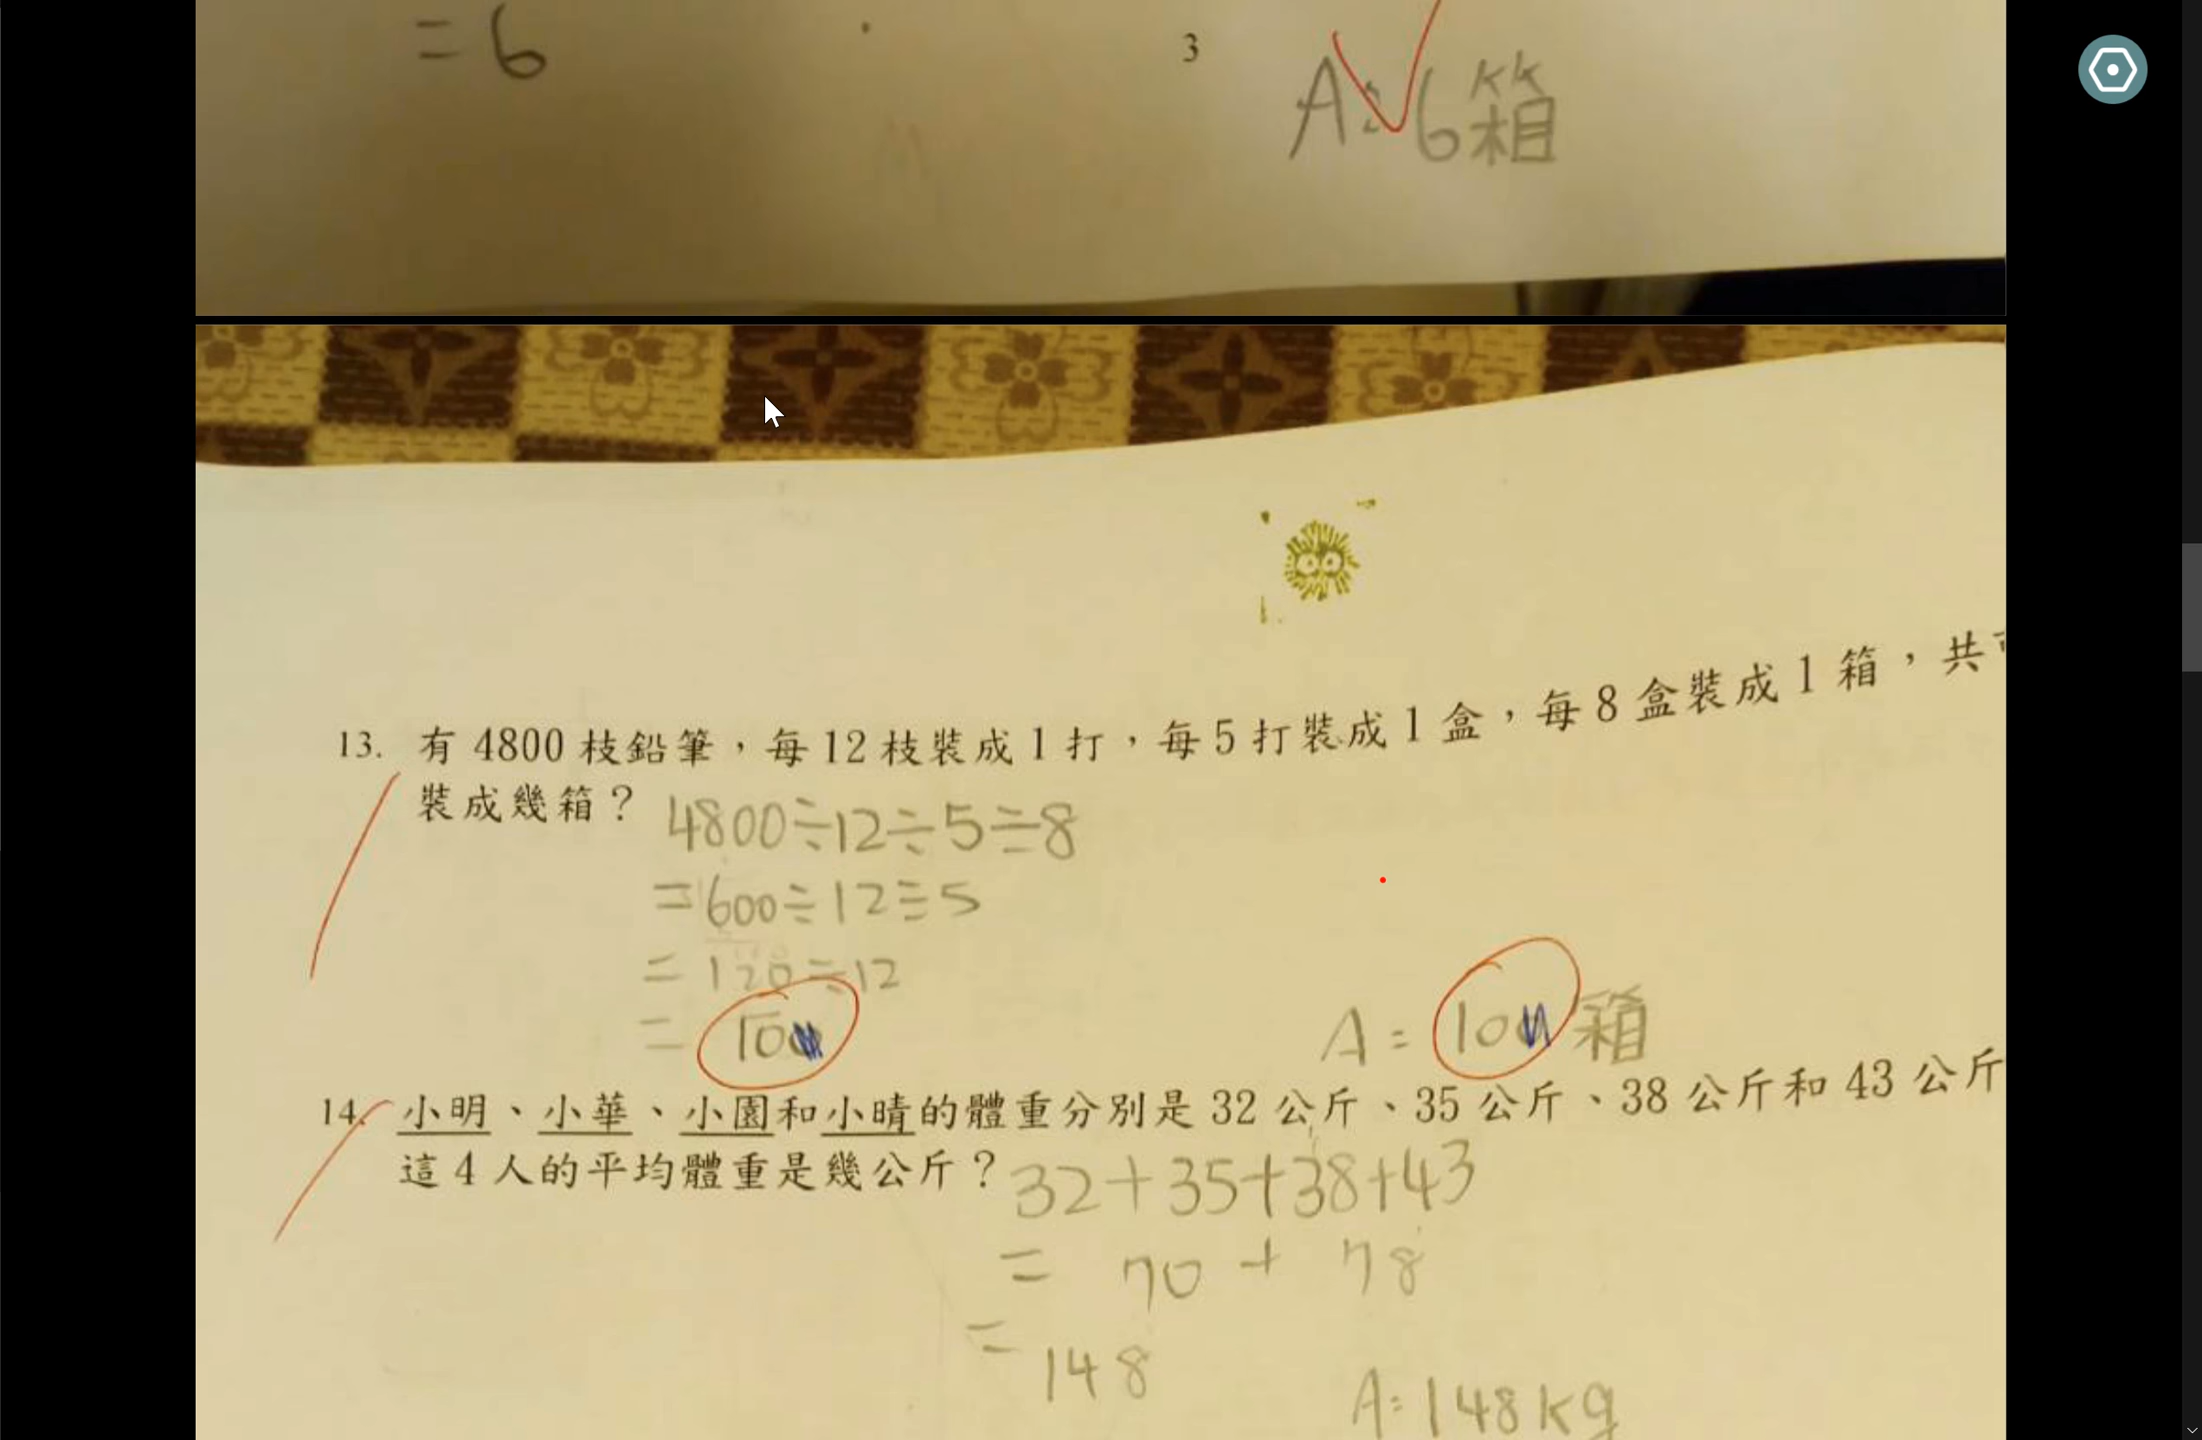 = 6
3
A: 6箱
13. 有 4800 枝鉛筆，每 12 枝裝成 1 打，每 5 打裝成 1 盒，每 8 盒裝成 1 箱，共
裝成幾箱？
4800÷12÷5÷8
=600÷12÷5
= 120÷12
= 10
A = 10 箱
14. 小明、小華、小園和小晴的體重分別是 32 公斤、35 公斤、38 公斤和 43 公斤
這 4 人的平均體重是幾公斤？
32+35+38+43
= 70 + 78
= 148
A: 148kg